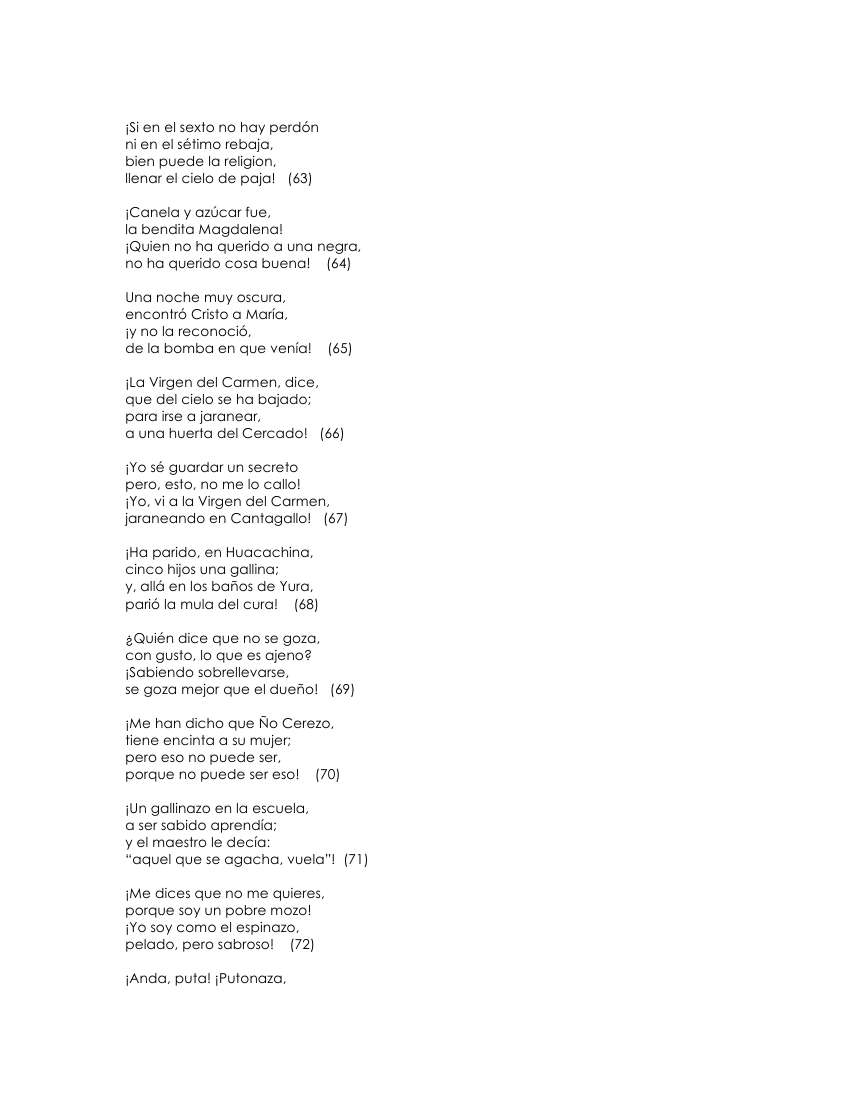 ¡Si en el sexto no hay perdón
ni en el sétimo rebaja,
bien puede la religion,
llenar el cielo de paja!   (63)

¡Canela y azúcar fue,
la bendita Magdalena!
¡Quien no ha querido a una negra,
no ha querido cosa buena!    (64)

Una noche muy oscura,
encontró Cristo a María,
¡y no la reconoció,
de la bomba en que venía!    (65)

¡La Virgen del Carmen, dice,
que del cielo se ha bajado;
para irse a jaranear,
a una huerta del Cercado!   (66)

¡Yo sé guardar un secreto
pero, esto, no me lo callo!
¡Yo, vi a la Virgen del Carmen,
jaraneando en Cantagallo!   (67)

¡Ha parido, en Huacachina,
cinco hijos una gallina;
y, allá en los baños de Yura,
parió la mula del cura!    (68)

¿Quién dice que no se goza,
con gusto, lo que es ajeno?
¡Sabiendo sobrellevarse,
se goza mejor que el dueño!   (69)

¡Me han dicho que Ño Cerezo,
tiene encinta a su mujer;
pero eso no puede ser,
porque no puede ser eso!    (70)

¡Un gallinazo en la escuela,
a ser sabido aprendía;
y el maestro le decía:
“aquel que se agacha, vuela”!  (71)

¡Me dices que no me quieres,
porque soy un pobre mozo!
¡Yo soy como el espinazo,
pelado, pero sabroso!    (72)

¡Anda, puta! ¡Putonaza,